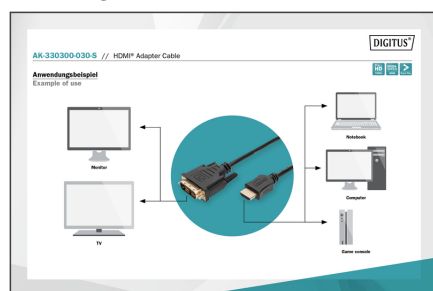 DIGITUS®
AK-330300-030-S // HDMI® Adapter Cable
Anwendungsbeispiel
Example of use
Monitor
TV
Notebook
Computer
Game console